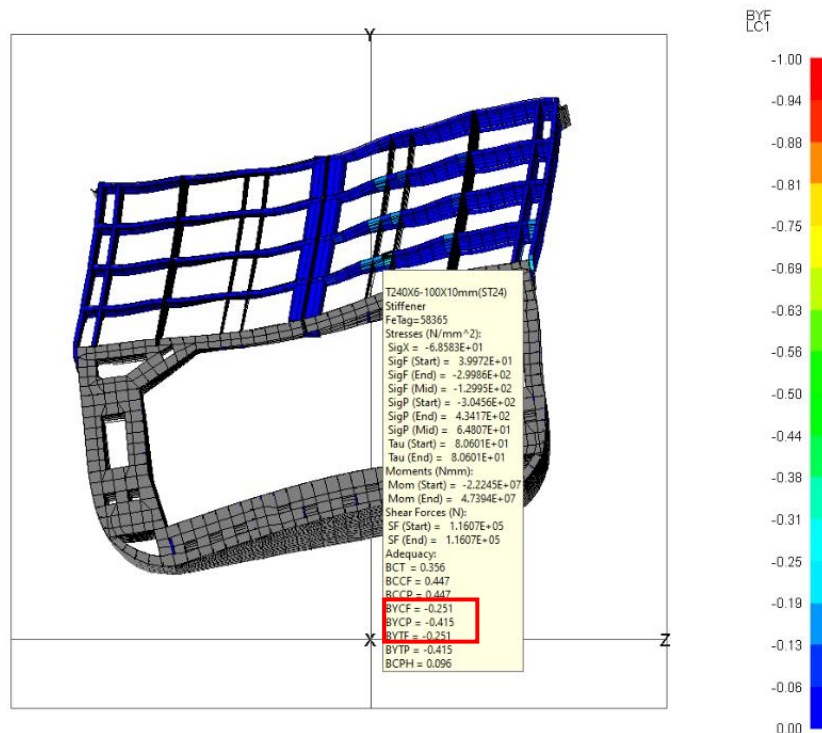 BYF
LC1
Y
-1.00
-0.94
-0.88
-0.81
-0.75
-0.69
-0.63
-0.56
-0.50
-0.44
-0.38
-0.31
-0.25
-0.19
-0.13
-0.06
0.00
T240X6-100X10mm(ST24)
Stiffener
FeTag=58365
Stresses (N/mm^2):
SigX = -6.8583E+01
SigF (Start) = 3.9972E+01
SigF (End) = -2.9986E+02
SigF (Mid) = -1.2995E+02
SigP (Start) = -3.0456E+02
SigP (End) = 4.3417E+02
SigP (Mid) = 6.4807E+01
Tau (Start) = 8.0601E+01
Tau (End) = 8.0601E+01
Moments (Nmm):
Mom (Start) = -2.2245E+07
Mom (End) = 4.7394E+07
Shear Forces (N):
SF (Start) = 1.1607E+05
SF (End) = 1.1607E+05
Adequacy:
BCT = 0.356
BCCF = 0.447
BCCP = 0.447
BYCF = -0.251
BYCP = -0.415
BYTF = -0.251
BYTP = -0.415
BCPH = 0.096
X
Z